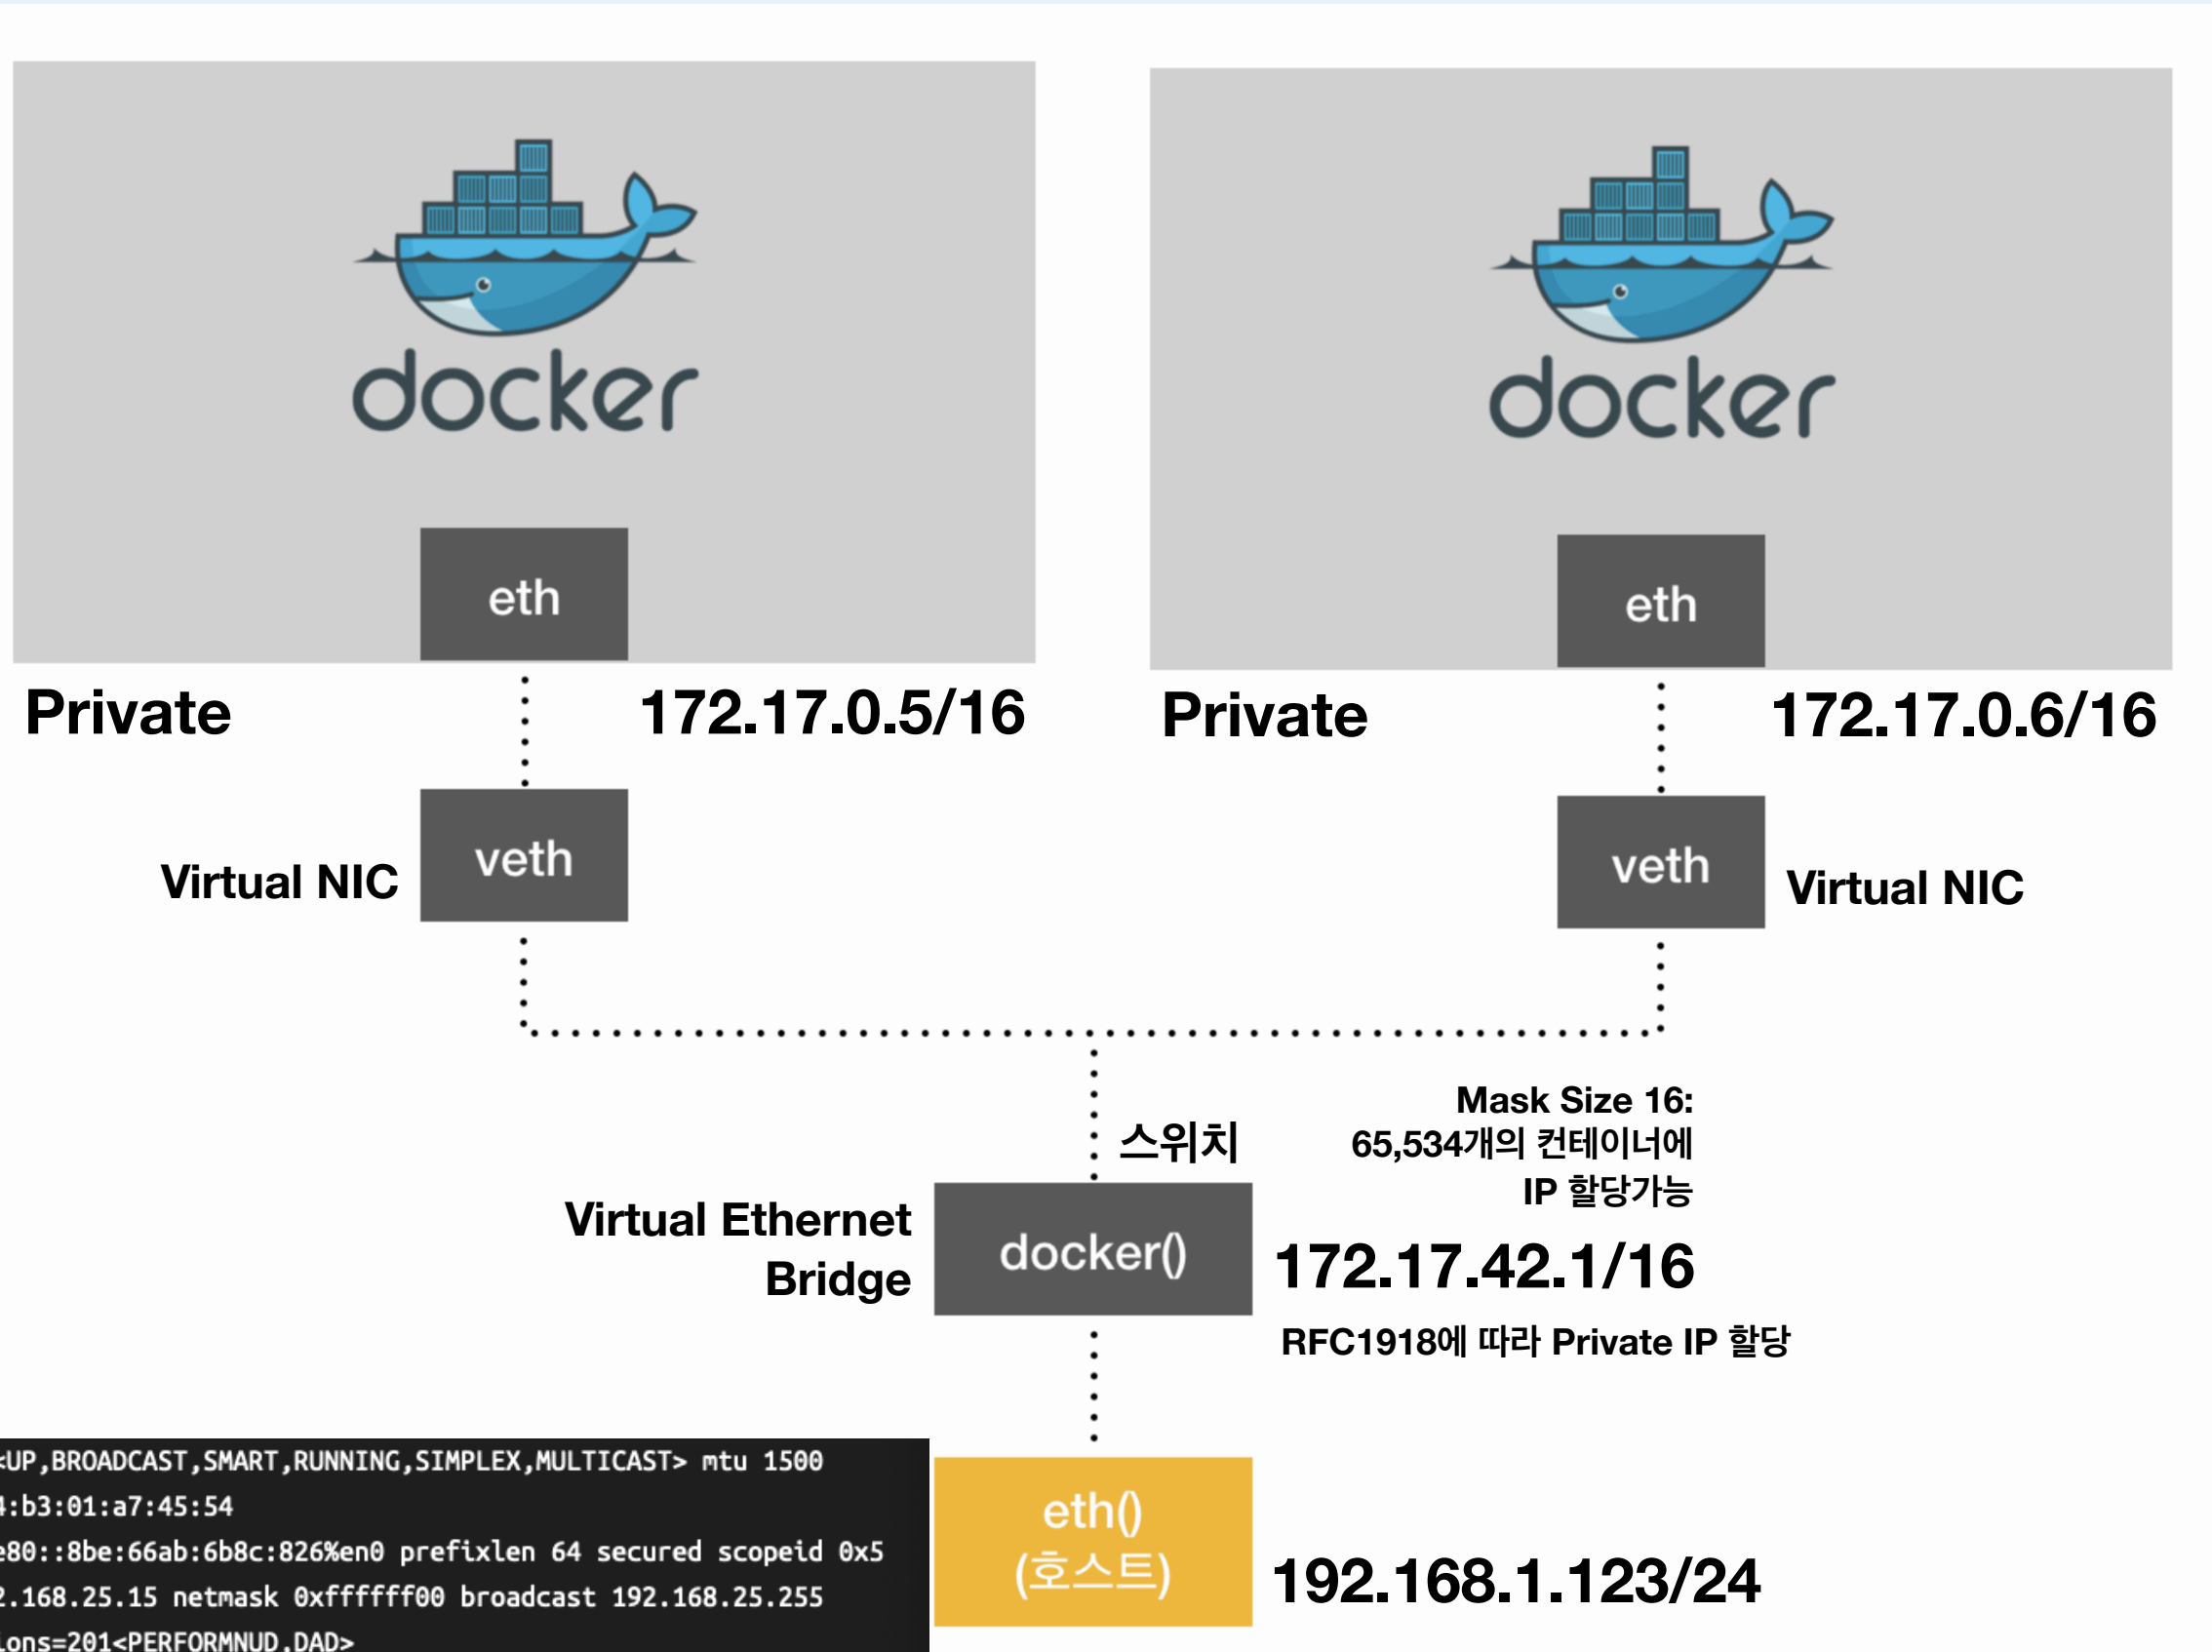 docker
docker
eth
eth
Private
172.17.0.5/16
Private
172.17.0.6/16
Virtual NIC
veth
veth
Virtual NIC
스위치
Mask Size 16:
65,534개의 컨테이너에
IP 할당가능
Virtual Ethernet
Bridge
docker()
172.17.42.1/16
RFC1918에 따라 Private IP 할당
<UP,BROADCAST,SMART,RUNNING,SIMPLEX,MULTICAST> mtu 1500
:b3:01:a7:45:54
e80::8be:66ab:6b8c:826%en0 prefixlen 64 secured scopeid 0x5
2.168.25.15 netmask 0xffffff00 broadcast 192.168.25.255
ions=201<PERFORMNUD,DAD>
eth()
(호스트)
192.168.1.123/24